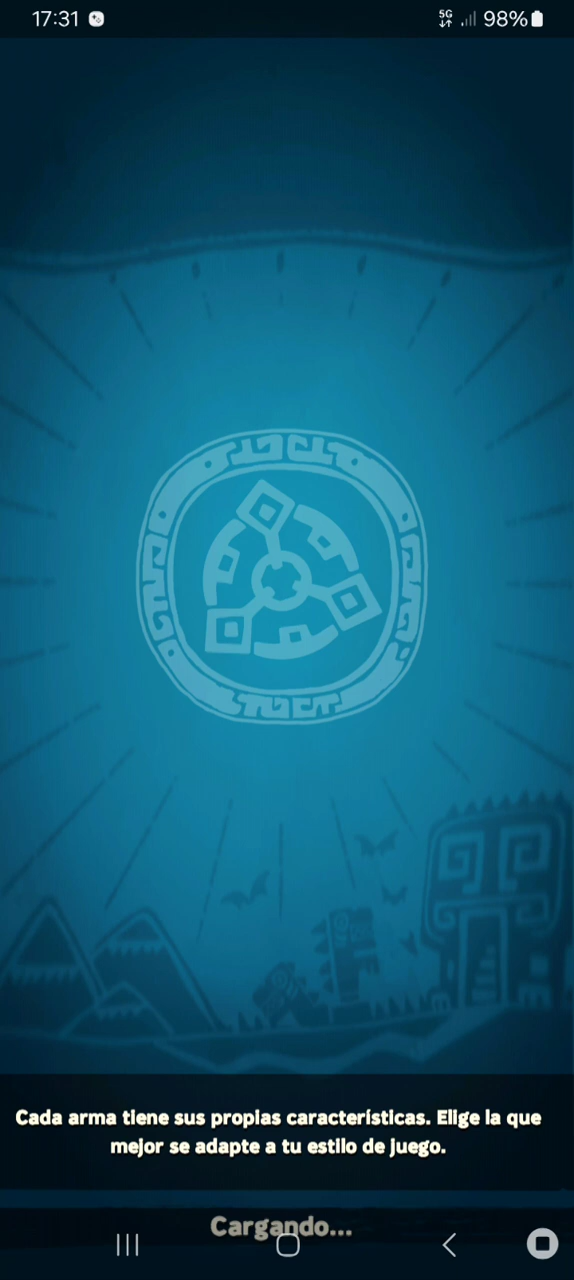 17:31 5G 98%
Cada arma tiene sus propias características. Elige la que
mejor se adapte a tu estilo de juego.
Cargando...